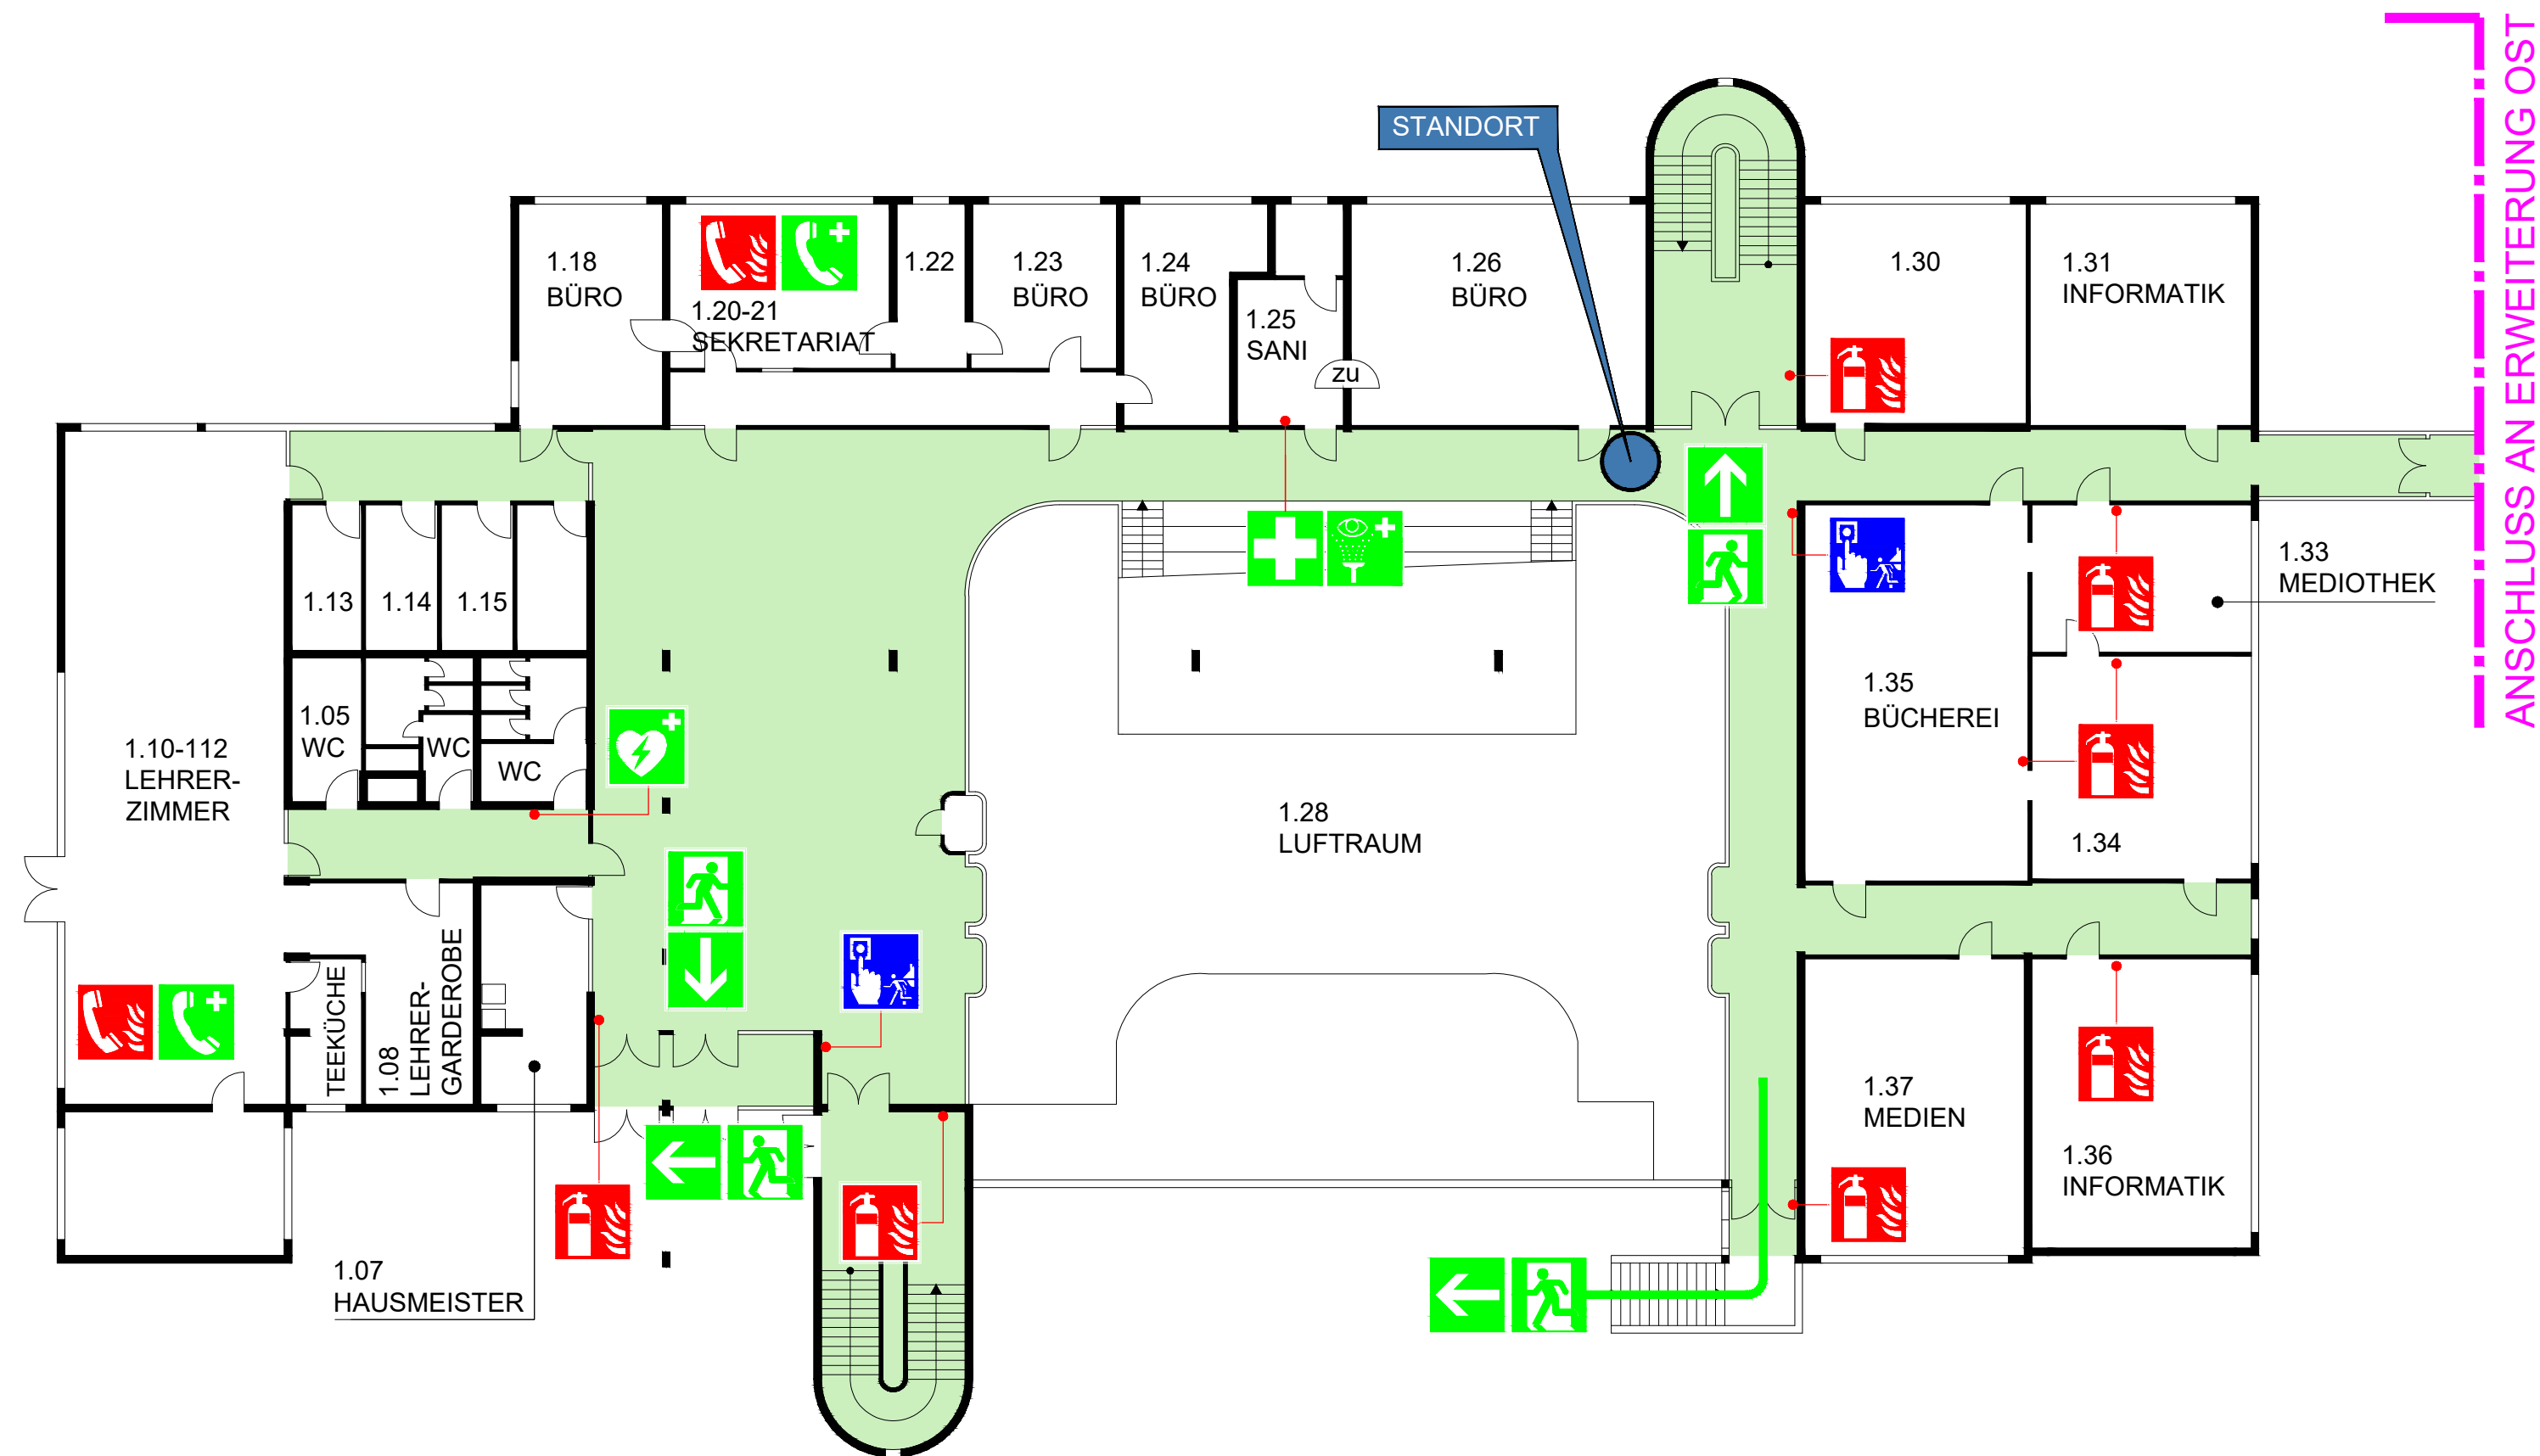 STANDORT
1.18
BÜRO
1.20-21
SEKRETARIAT
1.22
1.23
BÜRO
1.24
BÜRO
1.25
SANI
zu
1.26
BÜRO
1.30
1.31
INFORMATIK
ANSCHLUSS AN ERWEITERUNG OST
1.13
1.14
1.15
1.33
MEDIOTHEK
1.05
WC
WC
WC
1.10-112
LEHRER-
ZIMMER
1.28
LUFTRAUM
1.35
BÜCHEREI
1.34
TEEKÜCHE
1.08
LEHRER-
GARDEROBE
1.37
MEDIEN
1.36
INFORMATIK
1.07
HAUSMEISTER